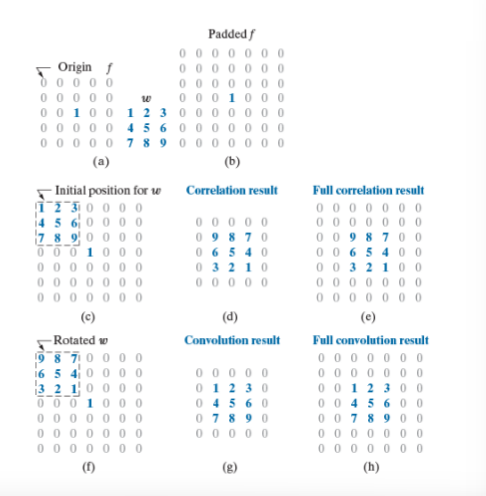 Origin f
0 0 0 0 0
0 0 0 0 0
0 0 1 0 0
0 0 0 0 0
0 0 0 0 0
w
1 2 3
4 5 6
7 8 9
(a)
Padded f
0 0 0 0 0 0 0
0 0 0 0 0 0 0
0 0 0 0 0 0 0
0 0 0 1 0 0 0
0 0 0 0 0 0 0
0 0 0 0 0 0 0
0 0 0 0 0 0 0
(b)
Initial position for w
1 2 3 0 0 0 0
4 5 6 0 0 0 0
7 8 9 0 0 0 0
0 0 0 1 0 0 0
0 0 0 0 0 0 0
0 0 0 0 0 0 0
0 0 0 0 0 0 0
(c)
Correlation result
0 0 0 0 0
0 9 8 7 0
0 6 5 4 0
0 3 2 1 0
0 0 0 0 0
(d)
Full correlation result
0 0 0 0 0 0 0
0 0 0 0 0 0 0
0 0 9 8 7 0 0
0 0 6 5 4 0 0
0 0 3 2 1 0 0
0 0 0 0 0 0 0
0 0 0 0 0 0 0
(e)
Rotated w
9 8 7 0 0 0 0
6 5 4 0 0 0 0
3 2 1 0 0 0 0
0 0 0 1 0 0 0
0 0 0 0 0 0 0
0 0 0 0 0 0 0
0 0 0 0 0 0 0
(f)
Convolution result
0 0 0 0 0
0 1 2 3 0
0 4 5 6 0
0 7 8 9 0
0 0 0 0 0
(g)
Full convolution result
0 0 0 0 0 0 0
0 0 0 0 0 0 0
0 0 1 2 3 0 0
0 0 4 5 6 0 0
0 0 7 8 9 0 0
0 0 0 0 0 0 0
0 0 0 0 0 0 0
(h)